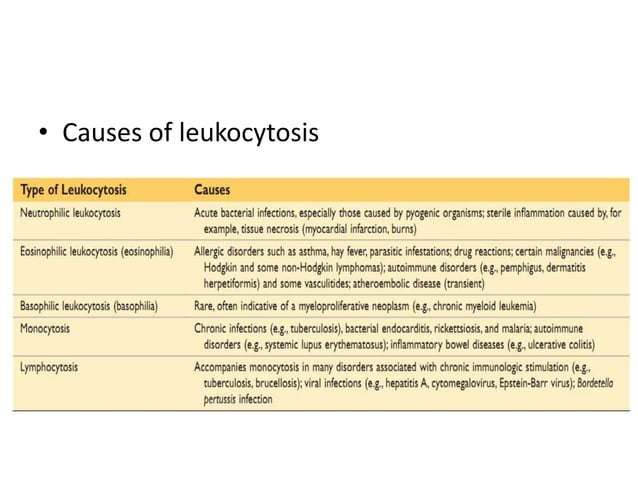 • Causes of leukocytosis
Type of Leukocytosis Causes
Neutrophilic leukocytosis Acute bacterial infections, especially those caused by pyogenic organisms; sterile inflammation caused by, for
example, tissue necrosis (myocardial infarction, burns)
Eosinophilic leukocytosis (eosinophilia) Allergic disorders such as asthma, hay fever, parasitic infestations; drug reactions; certain malignancies (e.g.,
Hodgkin and some non-Hodgkin lymphomas); autoimmune disorders (e.g., pemphigus, dermatitis
herpetiformis) and some vasculitides; atheroembolic disease (transient)
Basophilic leukocytosis (basophilia) Rare, often indicative of a myeloproliferative neoplasm (e.g., chronic myeloid leukemia)
Monocytosis Chronic infections (e.g., tuberculosis), bacterial endocarditis, rickettsiosis, and malaria; autoimmune
disorders (e.g., systemic lupus erythematosus); inflammatory bowel diseases (e.g., ulcerative colitis)
Lymphocytosis Accompanies monocytosis in many disorders associated with chronic immunologic stimulation (e.g.,
tuberculosis, brucellosis); viral infections (e.g., hepatitis A, cytomegalovirus, Epstein-Barr virus); Bordetella
pertussis infection